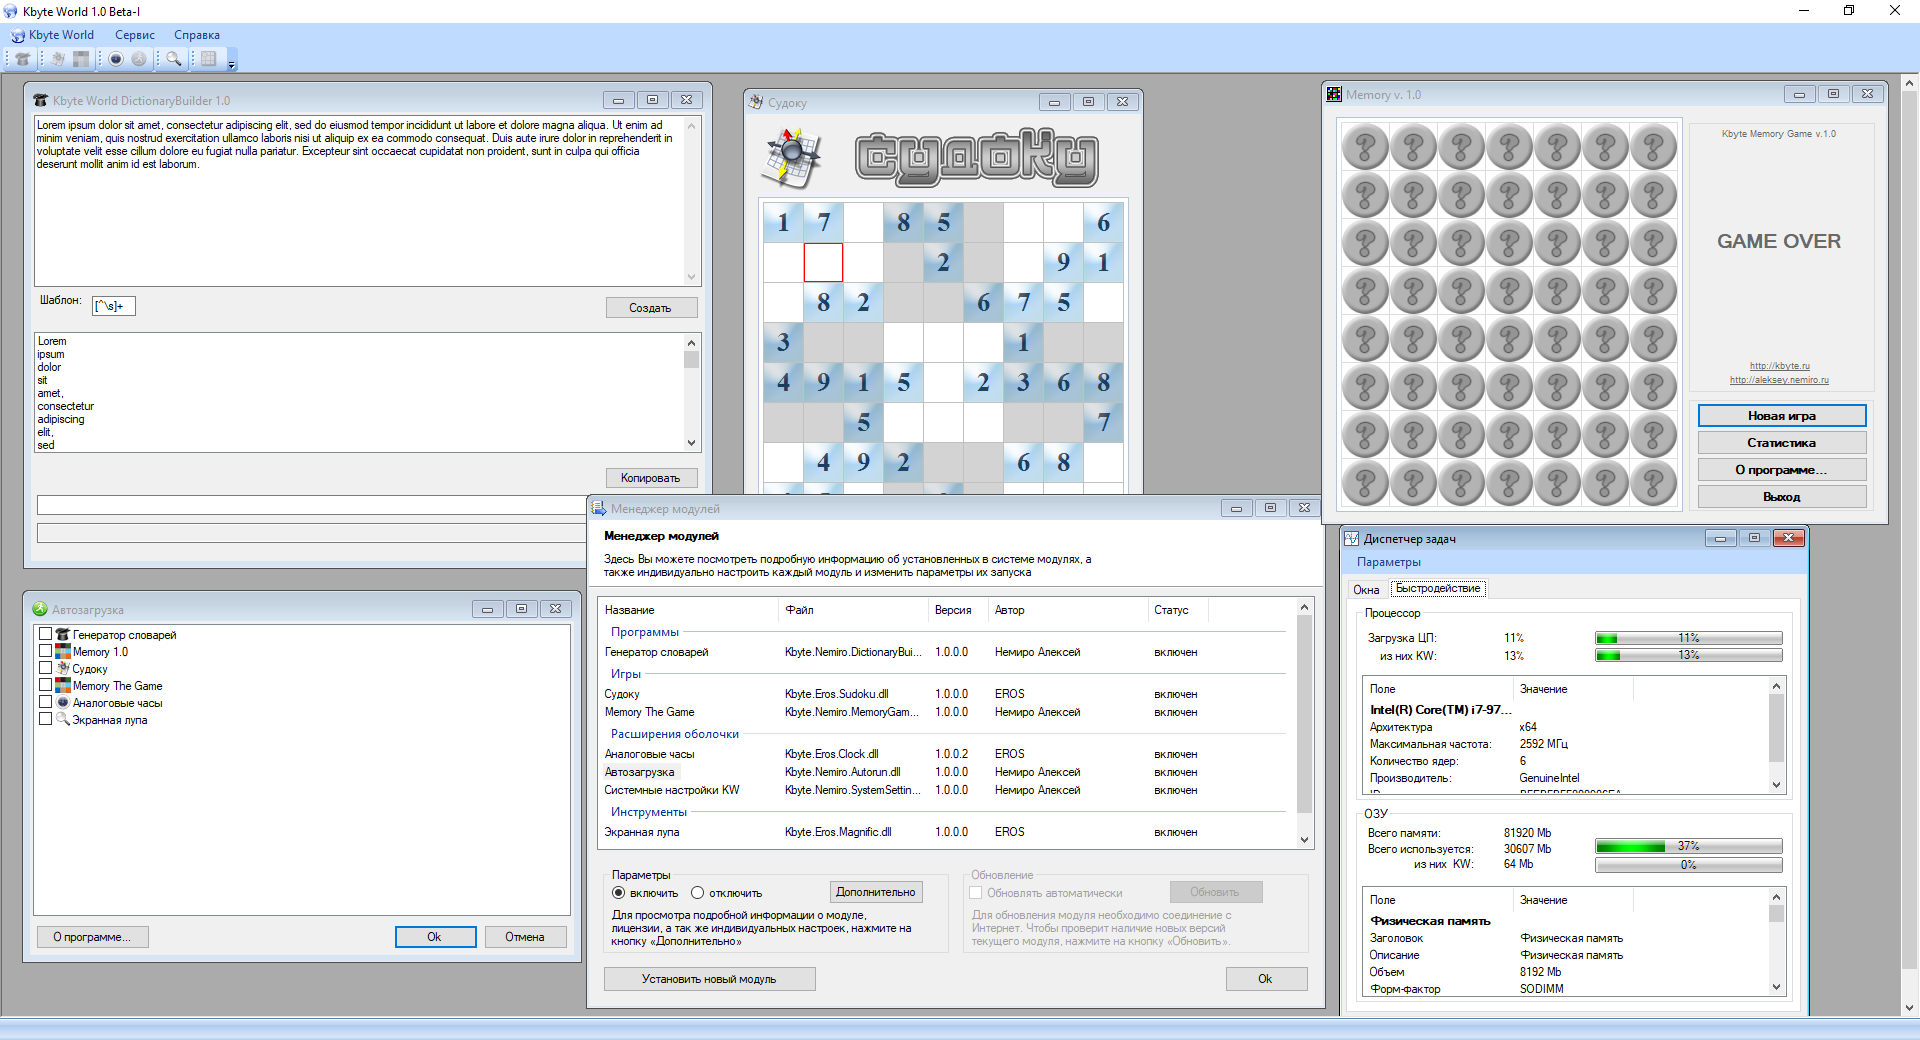 Kbyte World 1.0 Beta-I
Kbyte World Сервис Справка
Kbyte World DictionaryBuilder 1.0
Lorem ipsum dolor sit amet, consectetur adipiscing elit, sed do eiusmod tempor incididunt ut labore et dolore magna aliqua. Ut enim ad
minim veniam, quis nostrud exercitation ullamco laboris nisi ut aliquip ex ea commodo consequat. Duis aute irure dolor in reprehenderit in
voluptate velit esse cillum dolore eu fugiat nulla pariatur. Excepteur sint occaecat cupidatat non proident, sunt in culpa qui officia
deserunt mollit anim id est laborum.
Шаблон: [^\s]+ Создать
Lorem
ipsum
dolor
sit
amet,
consectetur
adipiscing
elit,
sed
Копировать
Судоку
судоку
1 7 8 5 6
2 9 1
8 2 6 7 5
3 1
4 9 1 5 2 3 6 8
5 7
4 9 2 6 8
Memory v. 1.0
Kbyte Memory Game v.1.0
GAME OVER
http://kbyte.ru
http://aleksey.nemiro.ru
Новая игра
Статистика
О программе...
Выход
Автозагрузка
Генератор словарей
Memory 1.0
Судоку
Memory The Game
Аналоговые часы
Экранная лупа
О программе... Ok Отмена
Менеджер модулей
Менеджер модулей
Здесь Вы можете посмотреть подробную информацию об установленных в системе модулях, а
также индивидуально настроить каждый модуль и изменить параметры их запуска
Название Файл Версия Автор Статус
Программы
Генератор словарей Kbyte.Nemiro.DictionaryBui... 1.0.0.0 Немиро Алексей включен
Игры
Судоку Kbyte.Eros.Sudoku.dll 1.0.0.0 EROS включен
Memory The Game Kbyte.Nemiro.MemoryGam... 1.0.0.0 Немиро Алексей включен
Расширения оболочки
Аналоговые часы Kbyte.Eros.Clock.dll 1.0.0.2 EROS включен
Автозагрузка Kbyte.Nemiro.Autorun.dll 1.0.0.0 Немиро Алексей включен
Системные настройки KW Kbyte.Nemiro.SystemSettin... 1.0.0.0 Немиро Алексей включен
Инструменты
Экранная лупа Kbyte.Eros.Magnific.dll 1.0.0.0 EROS включен
Параметры
включить отключить Дополнительно
Для просмотра подробной информации о модуле,
лицензии, а так же индивидуальных настроек, нажмите на
кнопку «Дополнительно»
Обновление
Обновлять автоматически Обновить
Для обновления модуля необходимо соединение с
Интернет. Чтобы проверит наличие новых версий
текущего модуля, нажмите на кнопку «Обновить».
Установить новый модуль Ok
Диспетчер задач
Параметры
Окна Быстродействие
Процессор
Загрузка ЦП: 11% 11%
из них KW: 13% 13%
Поле Значение
Intel(R) Core(TM) i7-97...
Архитектура x64
Максимальная частота: 2592 МГц
Количество ядер: 6
Производитель: GenuineIntel
ОЗУ
Всего памяти: 81920 Mb
Всего используется: 30607 Mb 37%
из них KW: 64 Mb 0%
Поле Значение
Физическая память
Заголовок Физическая память
Описание Физическая память
Объем 8192 Mb
Форм-фактор SODIMM